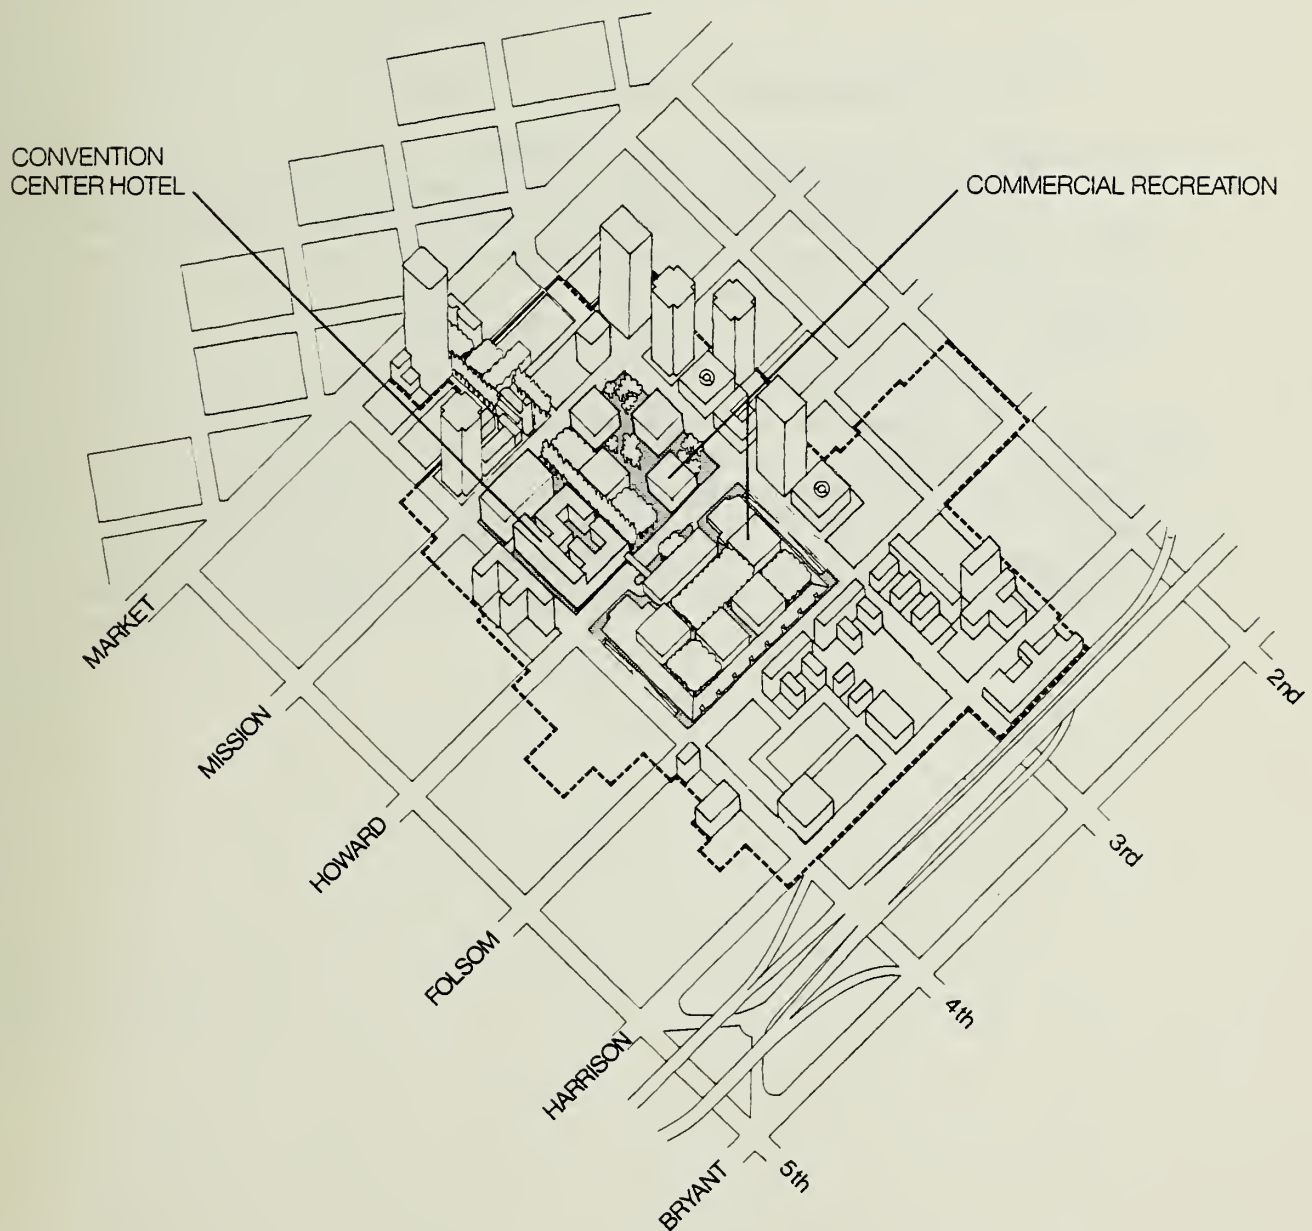 CONVENTION
CENTER HOTEL
COMMERCIAL RECREATION
MARKET
MISSION
HOWARD
FOLSOM
HARRISON
BRYANT
2nd
3rd
4th
5th